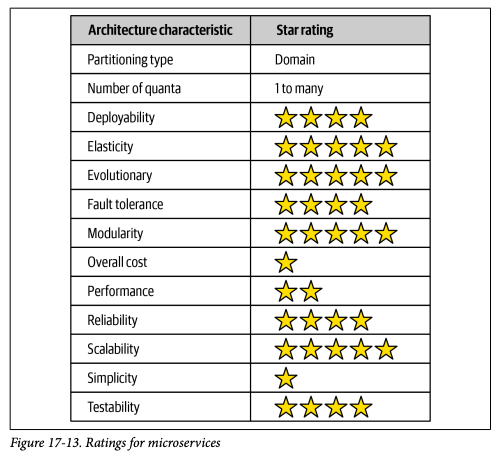 Architecture characteristic Star rating
Partitioning type Domain
Number of quanta 1 to many
Deployability
Elasticity
Evolutionary
Fault tolerance
Modularity
Overall cost
Performance
Reliability
Scalability
Simplicity
Testability
Figure 17-13. Ratings for microservices